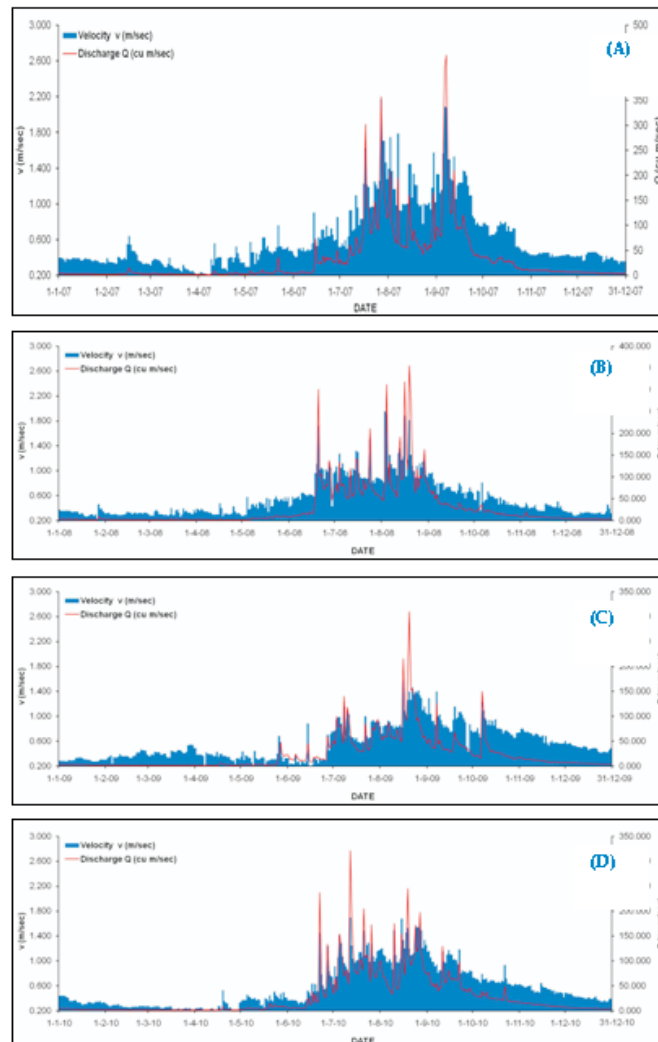 Velocity v (m/sec)
Discharge Q (cu m/sec)
(A)
v (m/sec)
3.000
2.600
2.200
1.800
1.400
1.000
0.600
0.200
500
350
300
250
200
150
100
50
0
1-1-07 1-2-07 1-3-07 1-4-07 1-5-07 1-6-07 1-7-07 1-8-07 1-9-07 1-10-07 1-11-07 1-12-07 31-12-07
DATE
Velocity v (m/sec)
Discharge Q (cu m/sec)
(B)
v (m/sec)
3.000
2.600
2.200
1.800
1.400
1.000
0.600
0.200
400.000
200.000
150.000
100.000
50.000
0.000
1-1-08 1-2-08 1-3-08 1-4-08 1-5-08 1-6-08 1-7-08 1-8-08 1-9-08 1-10-08 1-11-08 1-12-08 31-12-08
DATE
Velocity v (m/sec)
Discharge Q (cu m/sec)
(C)
v (m/sec)
3.000
2.600
2.200
1.800
1.400
1.000
0.600
0.200
350.000
200.000
150.000
100.000
50.000
0.000
1-1-09 1-2-09 1-3-09 1-4-09 1-5-09 1-6-09 1-7-09 1-8-09 1-9-09 1-10-09 1-11-09 1-12-09 31-12-09
DATE
Velocity v (m/sec)
Discharge Q (cu m/sec)
(D)
v (m/sec)
3.000
2.600
2.200
1.800
1.400
1.000
0.600
0.200
350.000
200.000
150.000
100.000
50.000
0.000
1-1-10 1-2-10 1-3-10 1-4-10 1-5-10 1-6-10 1-7-10 1-8-10 1-9-10 1-10-10 1-11-10 1-12-10 31-12-10
DATE